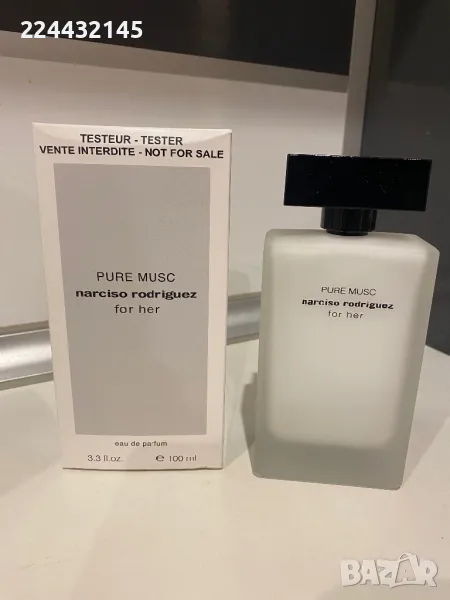 224432145
TESTEUR - TESTER
VENTE INTERDITE - NOT FOR SALE
PURE MUSC
narciso rodriguez
for her
eau de parfum
3.3 fl.oz. e 100 ml
PURE MUSC
narciso rodriguez
for her
BAZAR